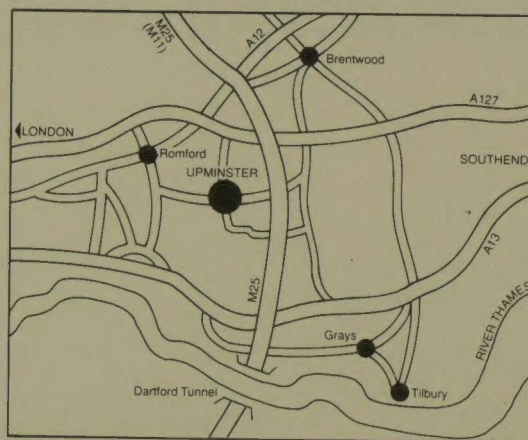 M25
(M11)
A12
Brentwood
A127
LONDON
Romford
SOUTHEND
UPMINSTER
A13
M25
RIVER THAMES
Grays
Dartford Tunnel
Tilbury